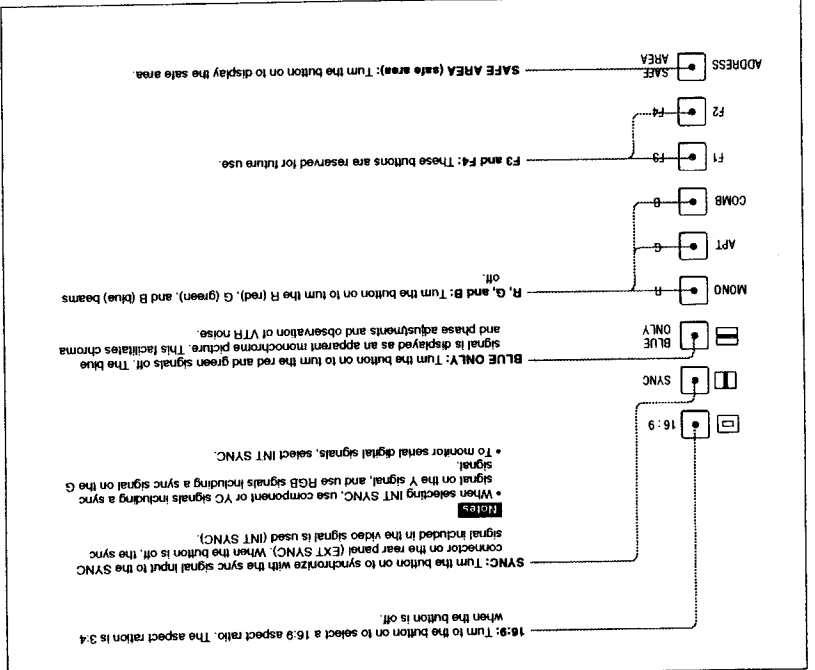 16:9: Turn to the button on to select a 16:9 aspect ratio. The aspect ration is 4:3
when the button is off.
SYNC: Turn the button on to synchronize with the sync signal input to the SYNC
connector on the rear panel (EXT SYNC). When the button is off, the sync
signal included in the video signal is used (INT SYNC).
Notes
• When selecting INT SYNC, use component or YC signals including a sync
signal on the Y signal, and use RGB signals including a sync signal on the G
signal.
• To monitor serial digital signals, select INT SYNC.
16:9
SYNC
BLUE ONLY: Turn the button on to turn the red and green signals off. The blue
signal is displayed as an apparent monochrome picture. This facilitates chroma
and phase adjustments and observation of VTR noise.
BLUE
ONLY
MONO R
R, G, and B: Turn the button on to turn the R (red), G (green), and B (blue) beams
off.
APT G
COMB B
F1 F3
F3 and F4: These buttons are reserved for future use.
F2 F4
ADDRESS SAFE
AREA
SAFE AREA (safe area): Turn the button on to display the safe area.